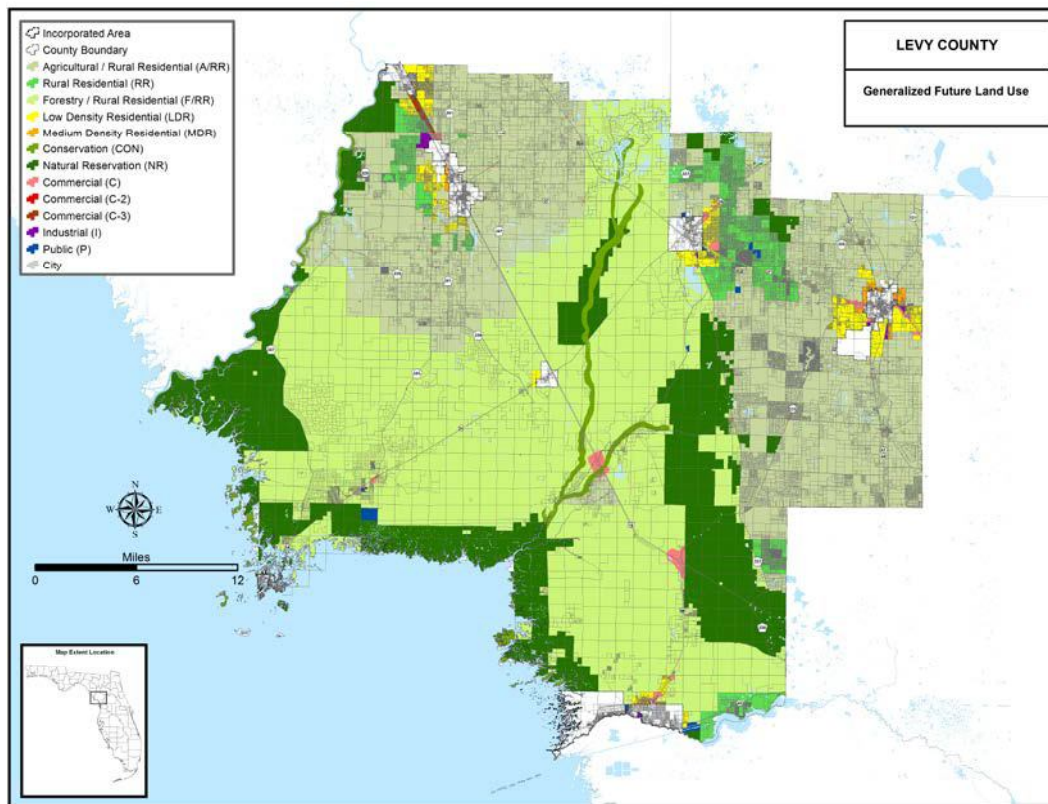 LEVY COUNTY
Generalized Future Land Use
Incorporated Area
County Boundary
Agricultural / Rural Residential (A/RR)
Rural Residential (RR)
Forestry / Rural Residential (F/RR)
Low Density Residential (LDR)
Medium Density Residential (MDR)
Conservation (CON)
Natural Reservation (NR)
Commercial (C)
Commercial (C-2)
Commercial (C-3)
Industrial (I)
Public (P)
City
N
W E
S
Miles
0 6 12
Map Extent Location